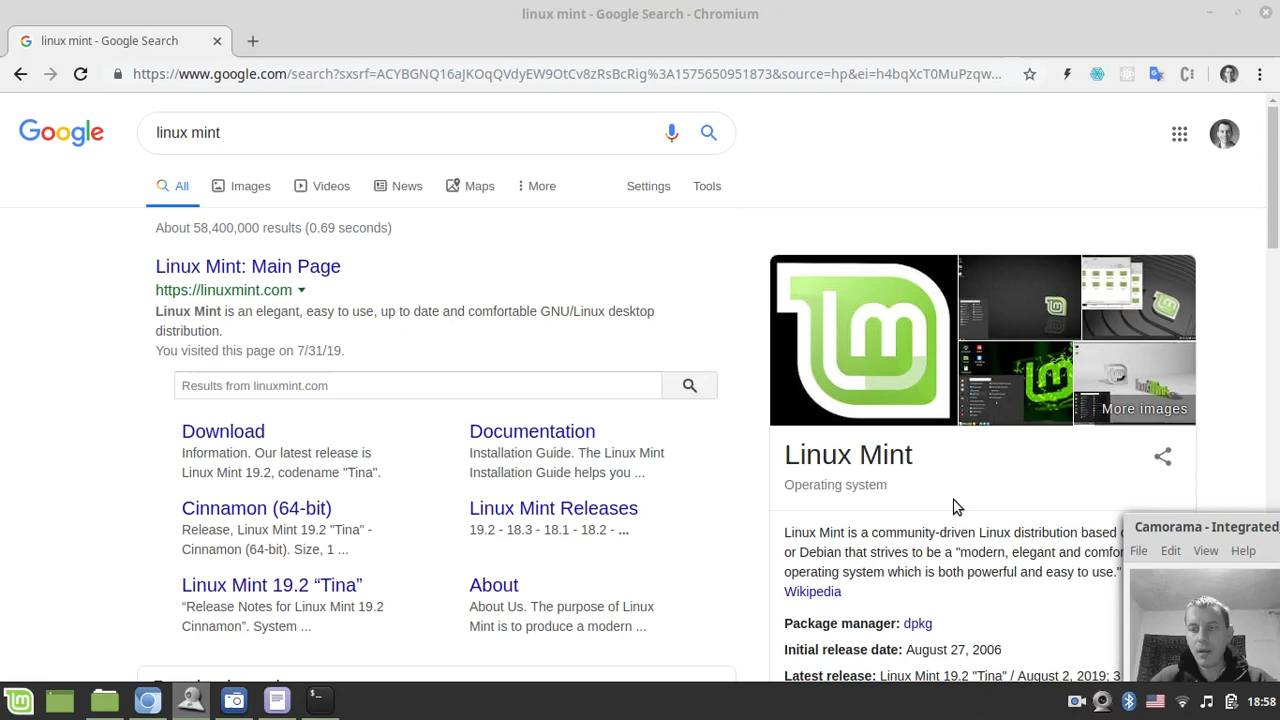 linux mint - Google Search - Chromium
linux mint - Google Search
https://www.google.com/search?sxsrf=ACYBGNQ16aJKOqQVdyEW9OtCv8zRsBcRig%3A1575650951873&source=hp&ei=h4bqXcT0MuPzqw...
Google
linux mint
All
Images
Videos
News
Maps
More
Settings
Tools
About 58,400,000 results (0.69 seconds)
Linux Mint: Main Page
https://linuxmint.com
Linux Mint is an elegant, easy to use, up to date and comfortable GNU/Linux desktop
distribution.
You visited this page on 7/31/19.
Results from linuxmint.com
Download
Information. Our latest release is
Linux Mint 19.2, codename "Tina".
Documentation
Installation Guide. The Linux Mint
Installation Guide helps you ...
Cinnamon (64-bit)
Release, Linux Mint 19.2 "Tina" -
Cinnamon (64-bit). Size, 1 ...
Linux Mint Releases
19.2 - 18.3 - 18.1 - 18.2 - ...
Linux Mint 19.2 “Tina”
“Release Notes for Linux Mint 19.2
Cinnamon”. System ...
About
About Us. The purpose of Linux
Mint is to produce a modern ...
More images
Linux Mint
Operating system
Linux Mint is a community-driven Linux distribution based
or Debian that strives to be a "modern, elegant and comfor
operating system which is both powerful and easy to use."
Wikipedia
Package manager: dpkg
Initial release date: August 27, 2006
Latest release: Linux Mint 19.2 "Tina" / August 2, 2019; 3
Camorama - Integrated
File Edit View Help
18:58